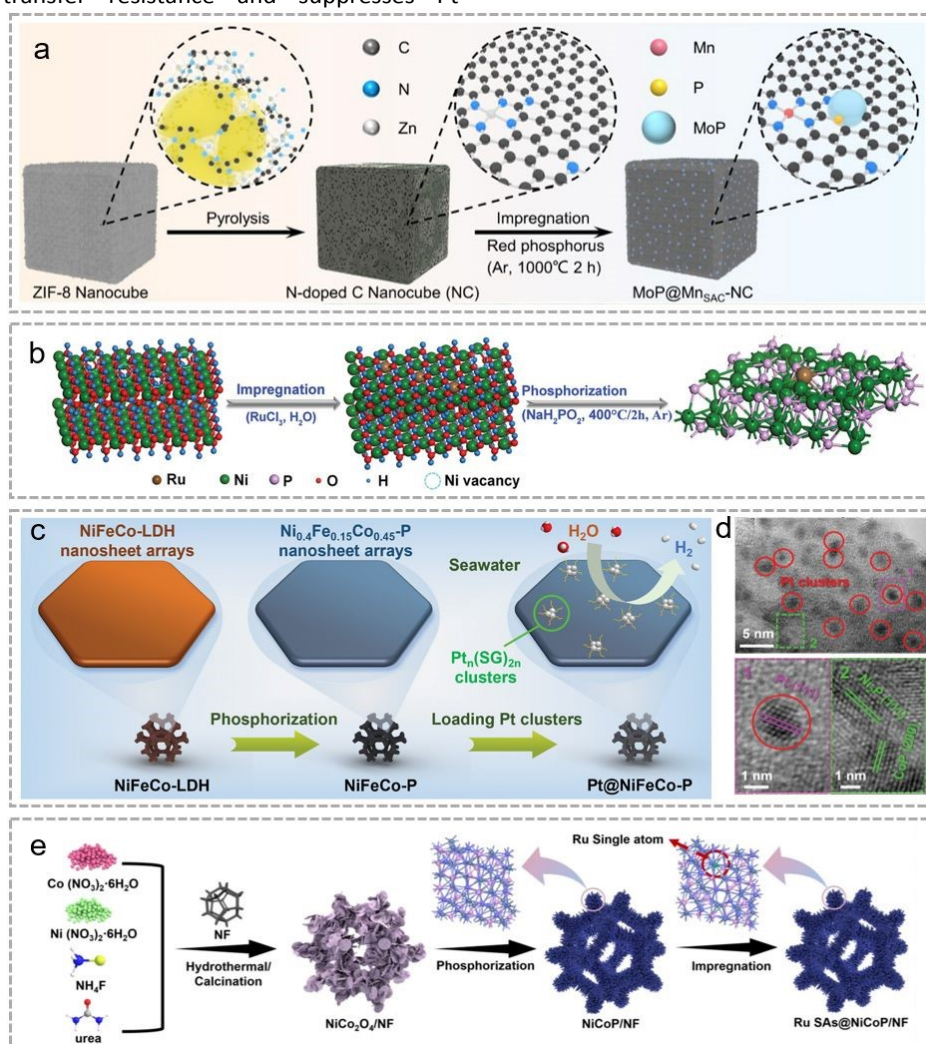 transfer resistance and suppresses Pt
a
C
Mn
N
P
Zn
MoP
Pyrolysis
Impregnation
Red phosphorus
(Ar, 1000℃ 2 h)
ZIF-8 Nanocube
N-doped C Nanocube (NC)
MoP@Mn_SAC-NC
b
Impregnation
(RuCl₃, H₂O)
Phosphorization
(NaH₂PO₂, 400°C/2h, Ar)
Ru
Ni
P
O
H
Ni vacancy
c
NiFeCo-LDH
nanosheet arrays
Ni₀.₄Fe₀.₁₅Co₀.₄₅-P
nanosheet arrays
Seawater
H₂O
H₂
Ptₙ(SG)₂ₙ
clusters
Phosphorization
Loading Pt clusters
NiFeCo-LDH
NiFeCo-P
Pt@NiFeCo-P
d
Pt clusters
1
2
5 nm
1
1 nm
2
1 nm
e
Co (NO₃)₂·6H₂O
Ni (NO₃)₂·6H₂O
NH₄F
urea
NF
Hydrothermal/
Calcination
NiCo₂O₄/NF
Phosphorization
NiCoP/NF
Ru Single atom
Impregnation
Ru SAs@NiCoP/NF